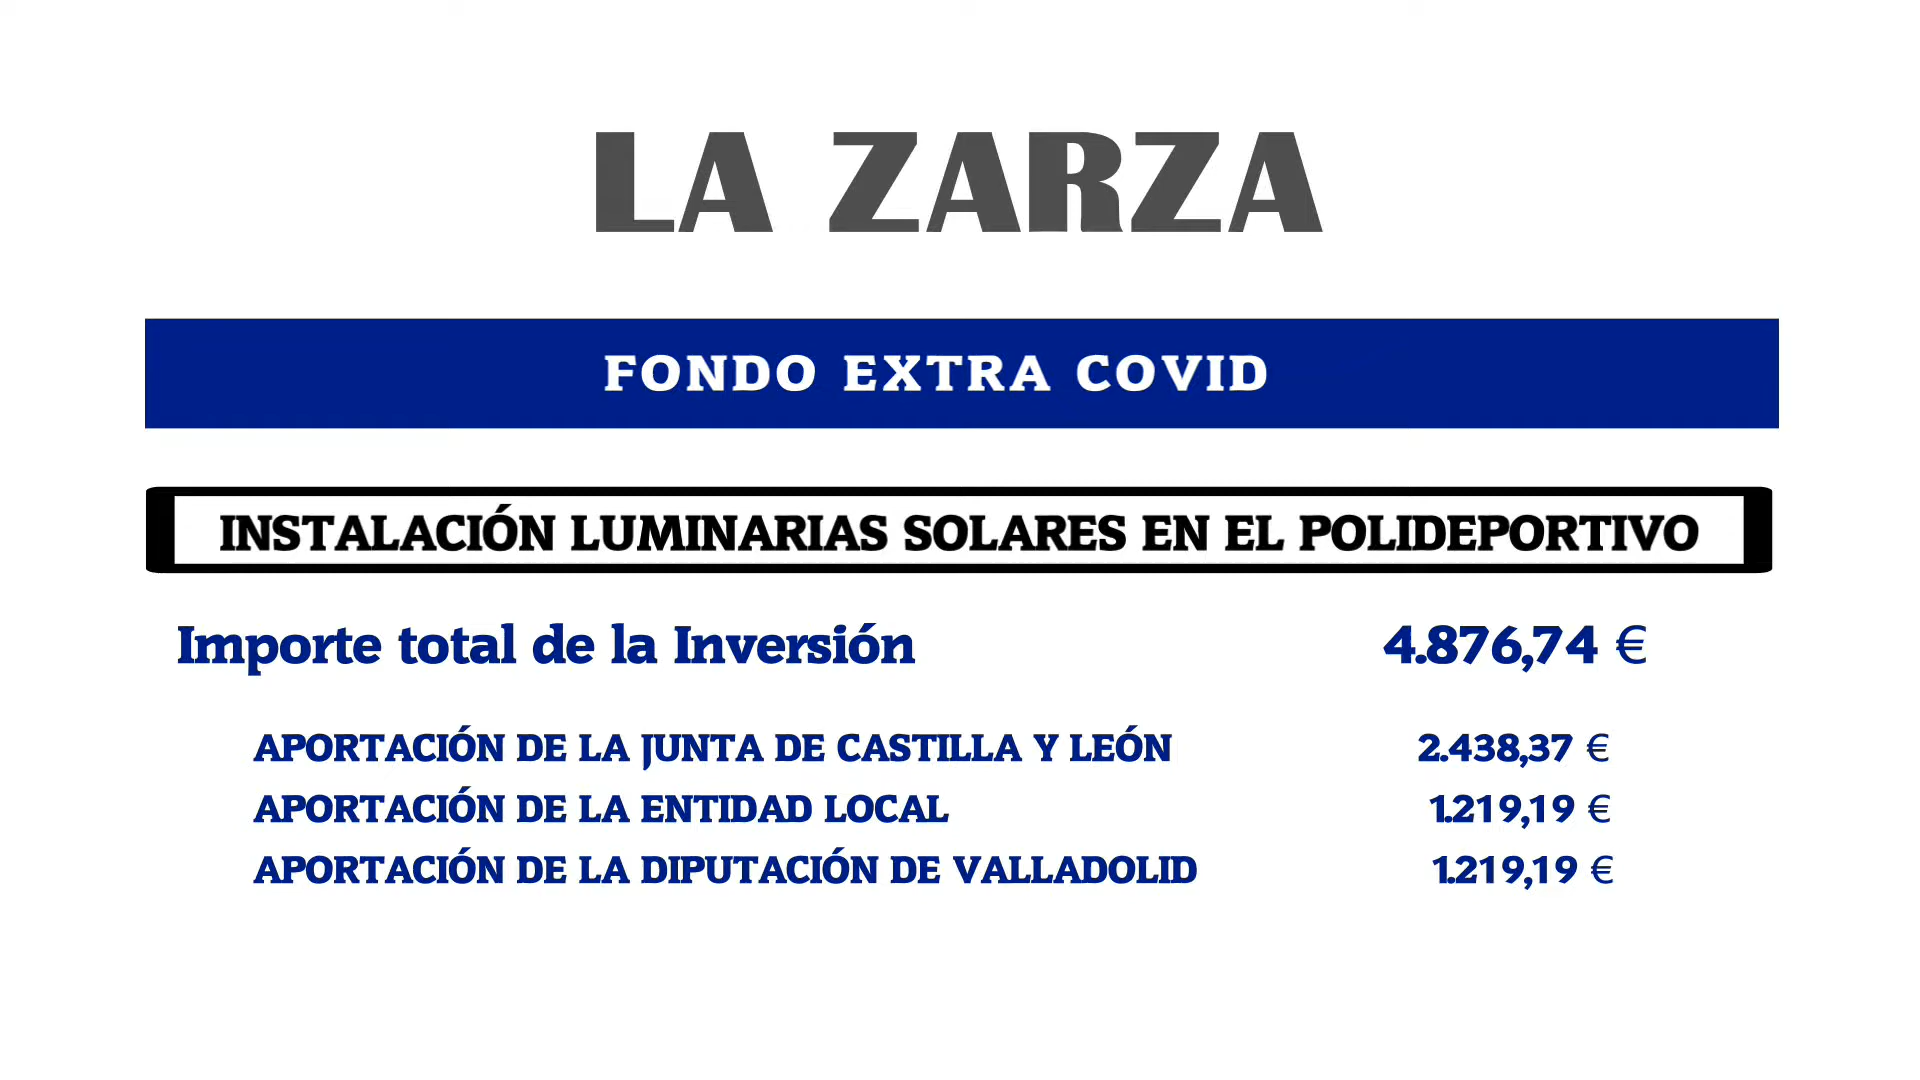 LA ZARZA
FONDO EXTRA COVID
INSTALACIÓN LUMINARIAS SOLARES EN EL POLIDEPORTIVO
Importe total de la Inversión 4.876,74 €
APORTACIÓN DE LA JUNTA DE CASTILLA Y LEÓN 2.438,37 €
APORTACIÓN DE LA ENTIDAD LOCAL 1.219,19 €
APORTACIÓN DE LA DIPUTACIÓN DE VALLADOLID 1.219,19 €